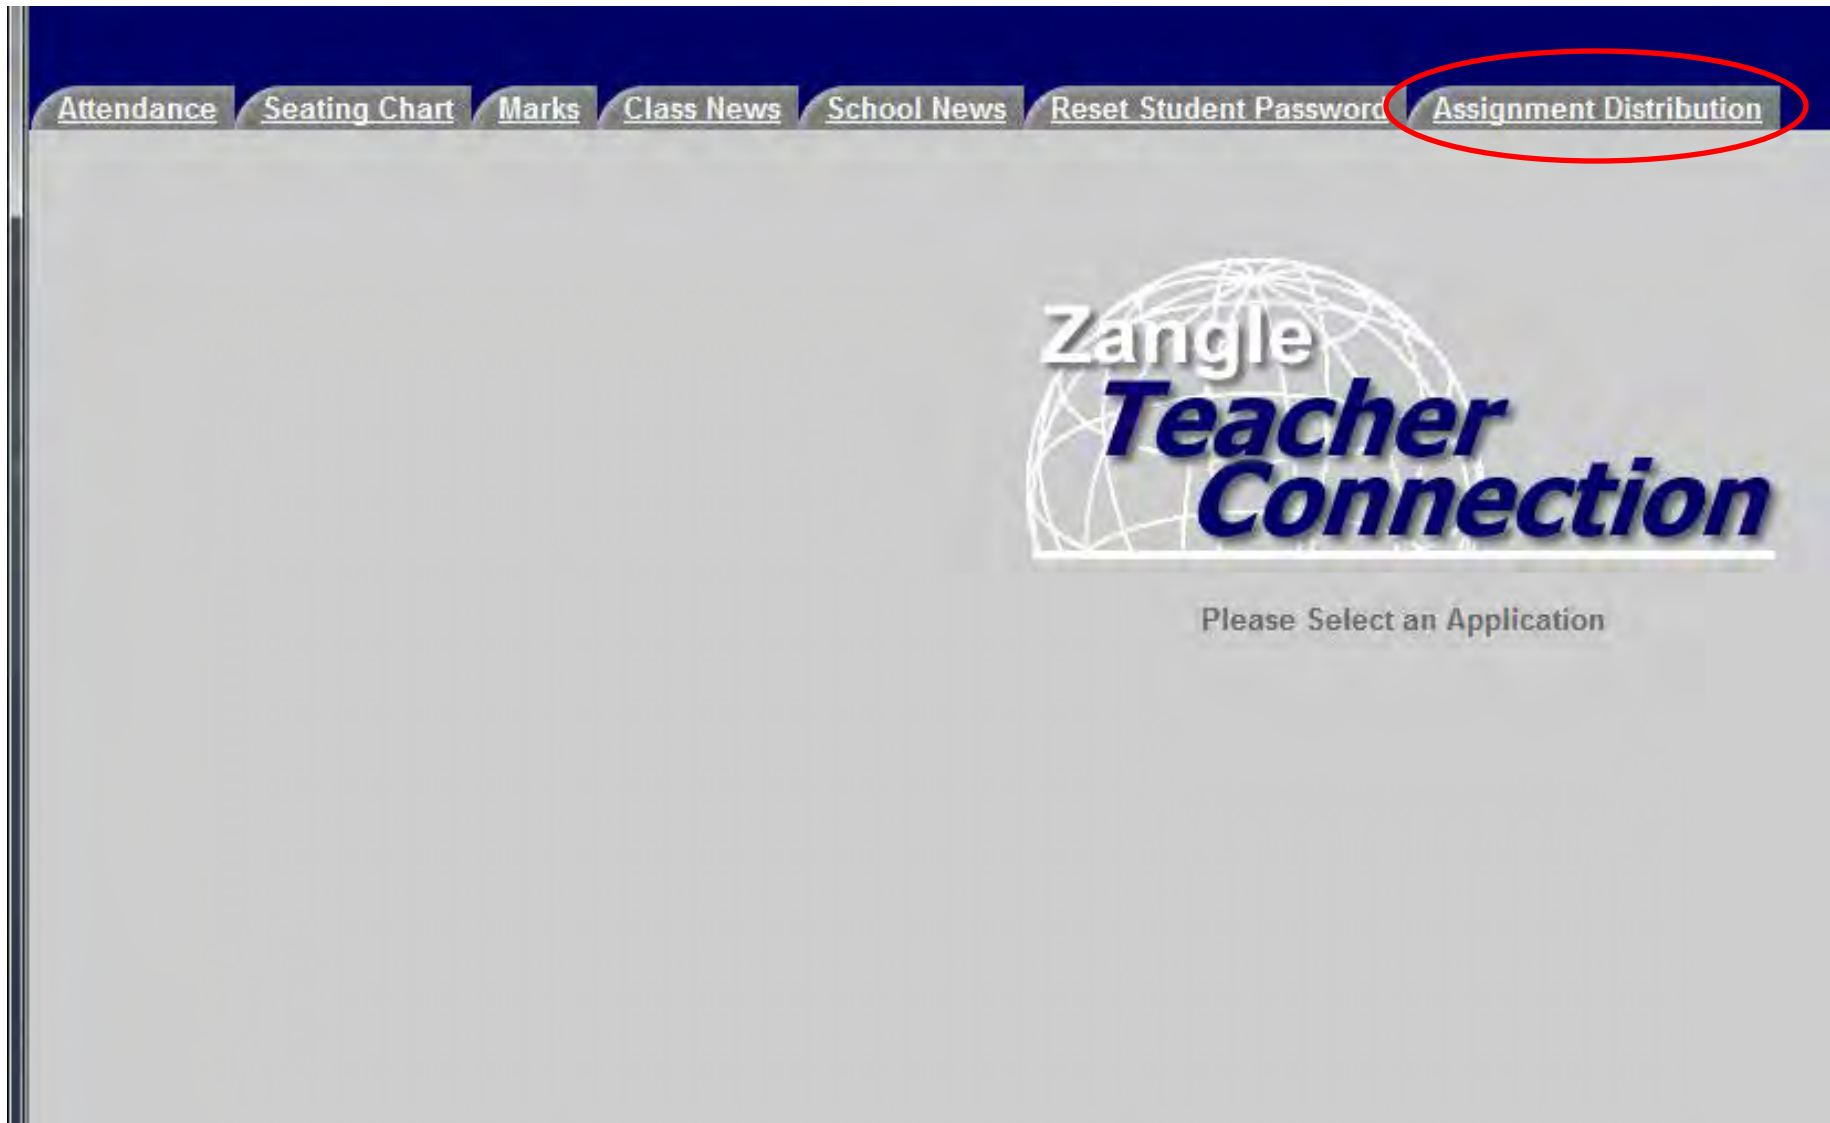 Attendance Seating Chart Marks Class News School News Reset Student Password Assignment Distribution
Zangle
Teacher
Connection
Please Select an Application